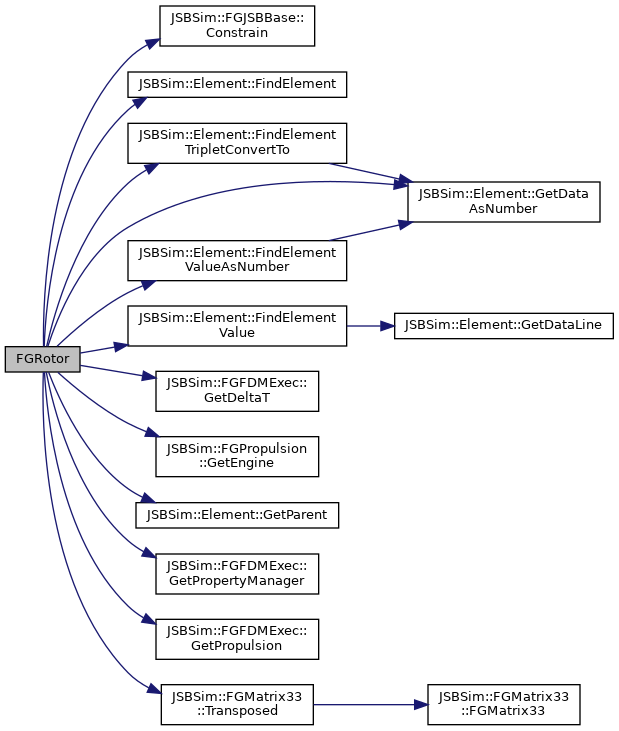 JSBSim::FGJSBBase::
Constrain
JSBSim::Element::FindElement
JSBSim::Element::FindElement
TripletConvertTo
JSBSim::Element::GetData
AsNumber
JSBSim::Element::FindElement
ValueAsNumber
JSBSim::Element::FindElement
Value
JSBSim::Element::GetDataLine
FGRotor
JSBSim::FGFDMExec::
GetDeltaT
JSBSim::FGPropulsion
::GetEngine
JSBSim::Element::GetParent
JSBSim::FGFDMExec::
GetPropertyManager
JSBSim::FGFDMExec::
GetPropulsion
JSBSim::FGMatrix33
::Transposed
JSBSim::FGMatrix33
::FGMatrix33